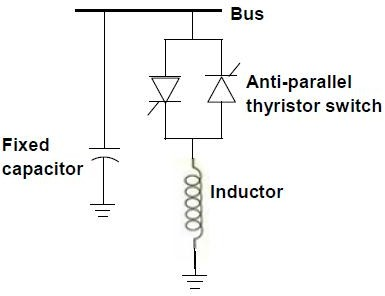 Bus
Anti-parallel
thyristor switch
Fixed
capacitor
Inductor